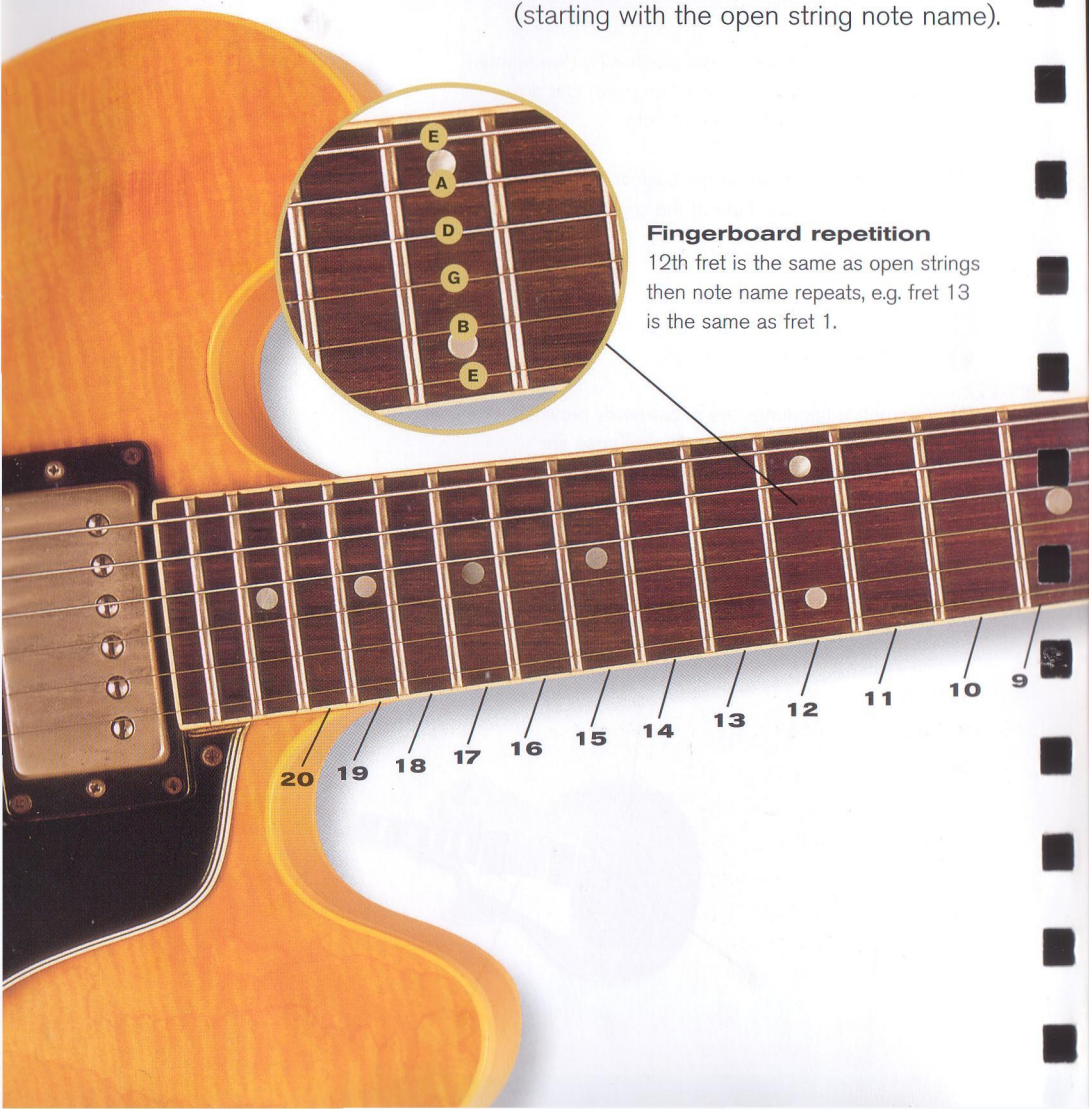 (starting with the open string note name).
E
A
D
G
B
E
Fingerboard repetition
12th fret is the same as open strings
then note name repeats, e.g. fret 13
is the same as fret 1.
20
19
18
17
16
15
14
13
12
11
10
9